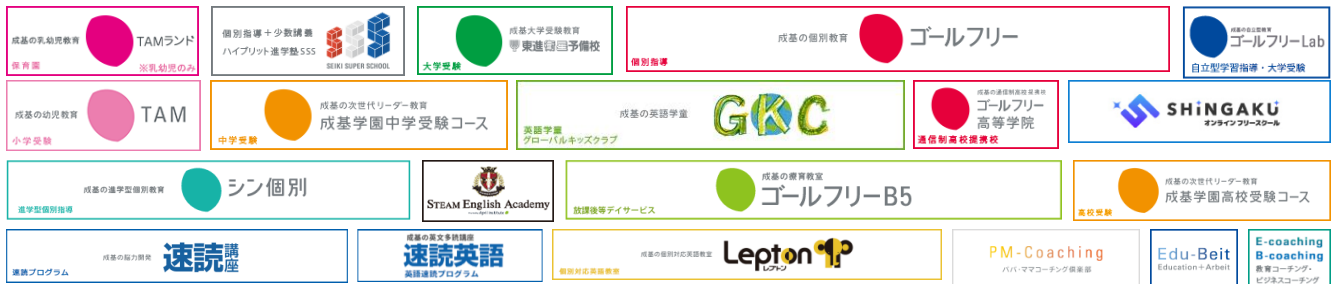 成基の乳幼児教育
TAMランド
保育園
※乳幼児のみ
個別指導+少数講義
ハイブリット進学塾SSS
SSS
SEIKI SUPER SCHOOL
成基大学受験教育
東進衛星予備校
大学受験
成基の個別教育
ゴールフリー
個別指導
成基の自立型教育
ゴールフリーLab
自立型学習指導・大学受験
成基の幼児教育
TAM
小学受験
成基の次世代リーダー教育
成基学園中学受験コース
中学受験
成基の英語学童
GKC
英語学童
グローバルキッズクラブ
成基の通信制高校提携校
ゴールフリー
高等学院
通信制高校提携校
SHiNGAKU
オンラインフリースクール
成基の進学型個別教育
シン個別
進学型個別指導
STEAM English Academy
成基の療育教室
ゴールフリーB5
放課後等デイサービス
成基の次世代リーダー教育
成基学園高校受験コース
高校受験
成基の脳力開発
速読講座
速読プログラム
成基の英文多読講座
速読英語
英語速読プログラム
成基の個別対応英語教室
Lepton
レプトン
個別対応英語教室
PM-Coaching
パパ・ママコーチング倶楽部
Edu-Beit
Education+Arbeit
E-coaching
B-coaching
教育コーチング・
ビジネスコーチング